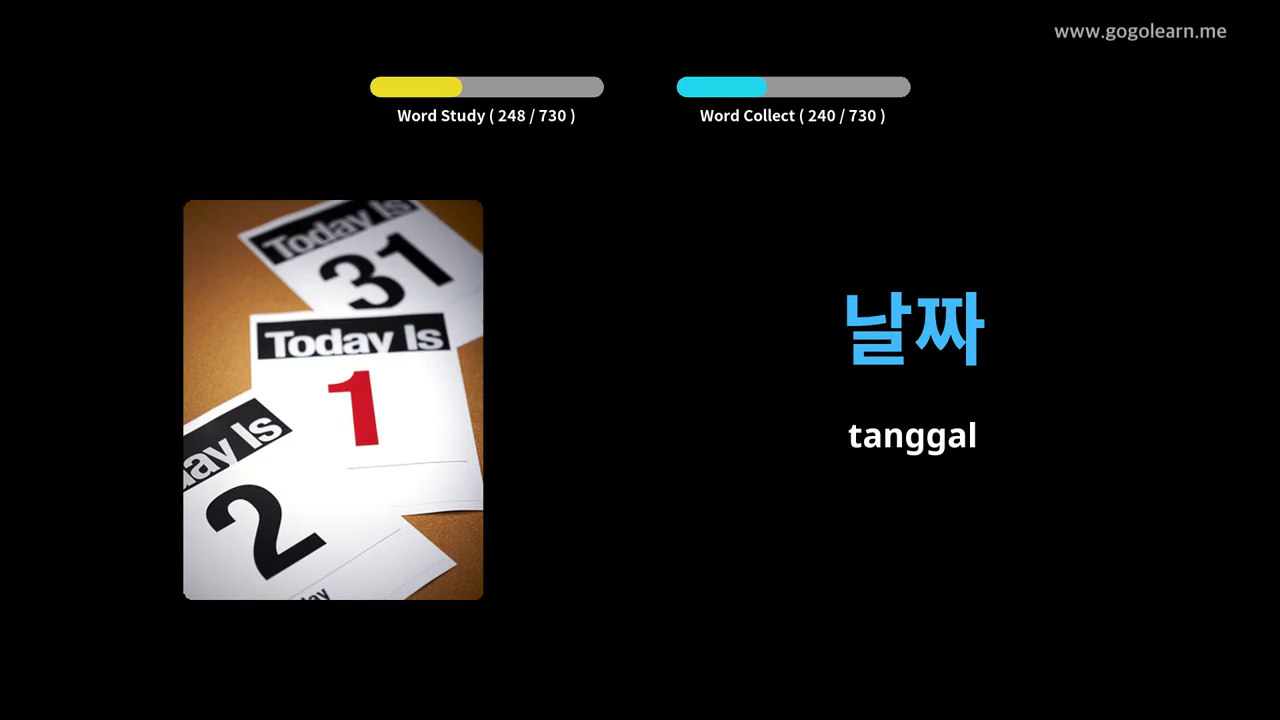 www.gogolearn.me
Word Study ( 248 / 730 )
Word Collect ( 240 / 730 )
Today Is
31
Today Is
1
ay Is
2
날짜
tanggal